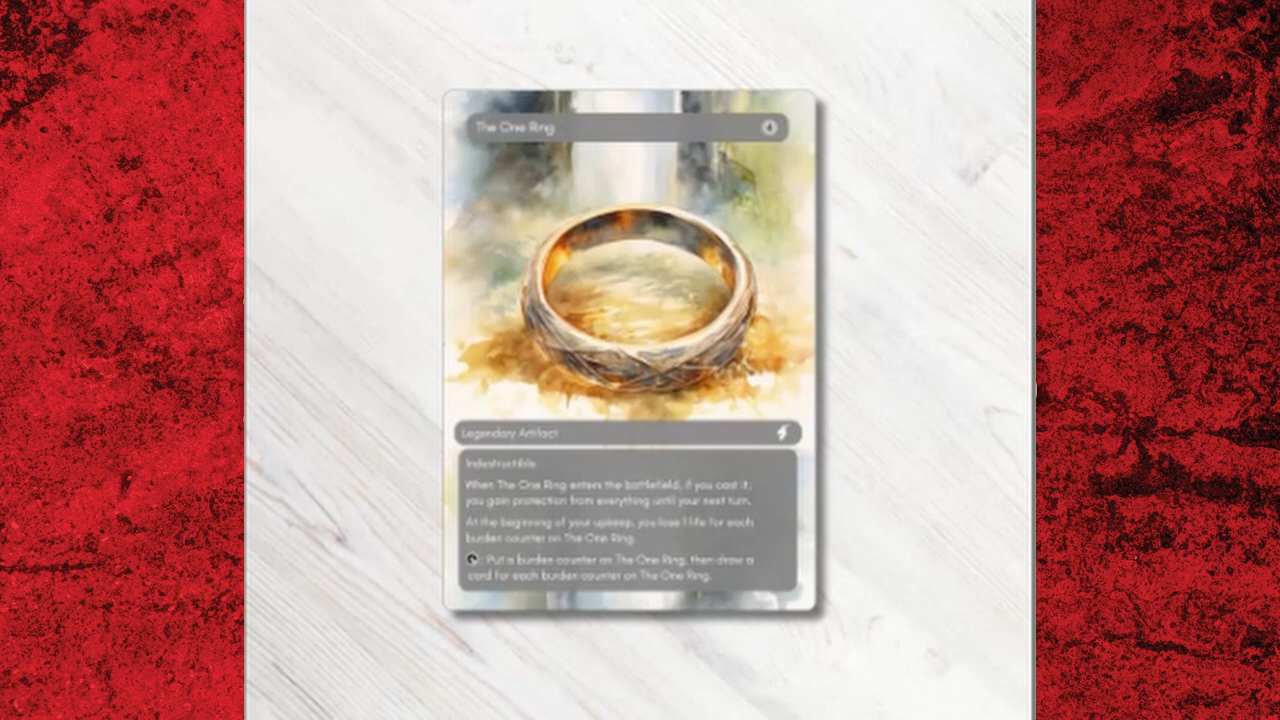 The One Ring 4
Legendary Artifact
Indestructible
When The One Ring enters the battlefield, if you cast it,
you gain protection from everything until your next turn.
At the beginning of your upkeep, you lose 1 life for each
burden counter on The One Ring.
: Put a burden counter on The One Ring, then draw a
card for each burden counter on The One Ring.